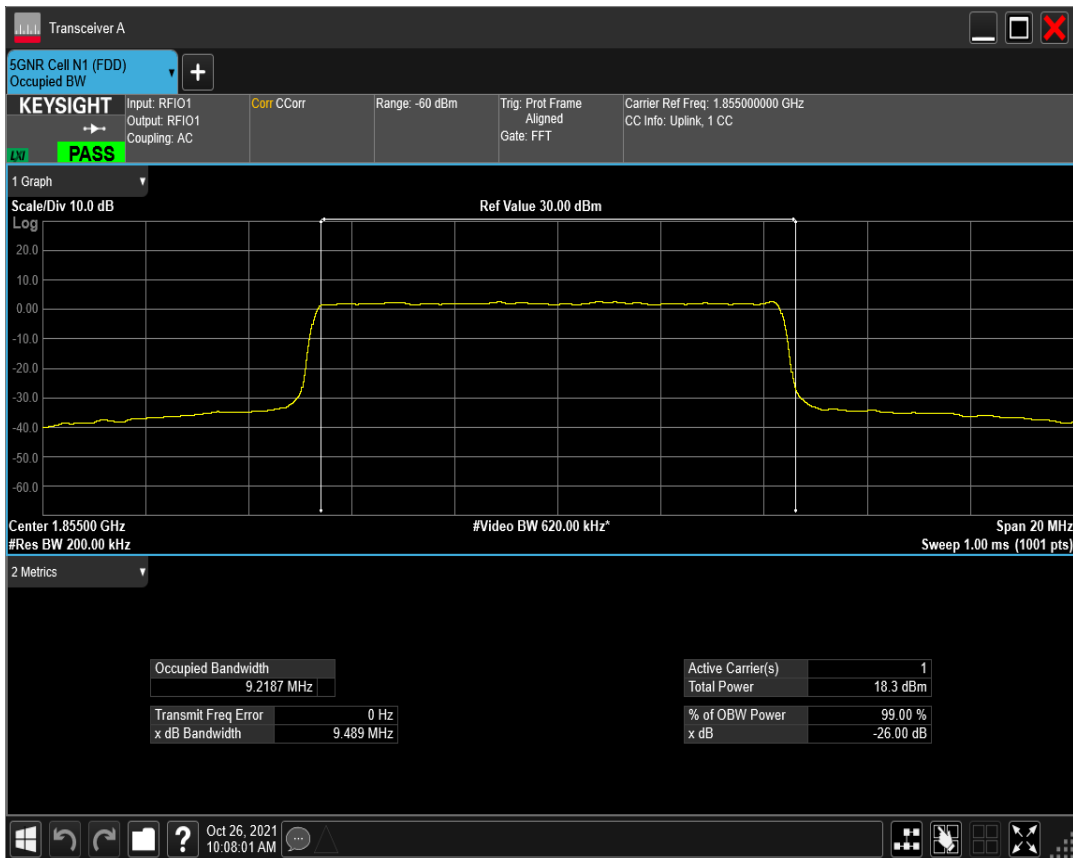 Transceiver A
5GNR Cell N1 (FDD)
Occupied BW
+
KEYSIGHT
LXI
PASS
Input: RFIO1
Output: RFIO1
Coupling: AC
Corr CCorr
Range: -60 dBm
Trig: Prot Frame
Aligned
Gate: FFT
Carrier Ref Freq: 1.855000000 GHz
CC Info: Uplink, 1 CC
1 Graph
Scale/Div 10.0 dB
Ref Value 30.00 dBm
Log
20.0
10.0
0.00
-10.0
-20.0
-30.0
-40.0
-50.0
-60.0
Center 1.85500 GHz
#Video BW 620.00 kHz*
Span 20 MHz
#Res BW 200.00 kHz
Sweep 1.00 ms (1001 pts)
2 Metrics
Occupied Bandwidth
9.2187 MHz
Transmit Freq Error 0 Hz
x dB Bandwidth 9.489 MHz
Active Carrier(s) 1
Total Power 18.3 dBm
% of OBW Power 99.00 %
x dB -26.00 dB
?
Oct 26, 2021
10:08:01 AM